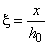 ξ = x / h₀